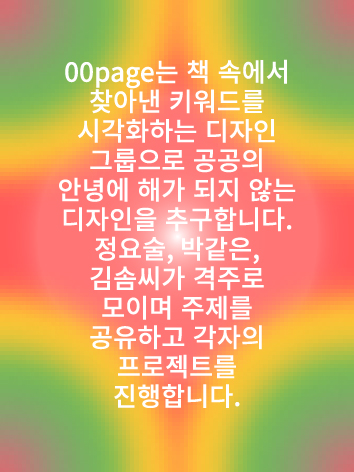 00page는 책 속에서
찾아낸 키워드를
시각화하는 디자인
그룹으로 공공의
안녕에 해가 되지 않는
디자인을 추구합니다.
정요술, 박같은,
김솜씨가 격주로
모이며 주제를
공유하고 각자의
프로젝트를
진행합니다.